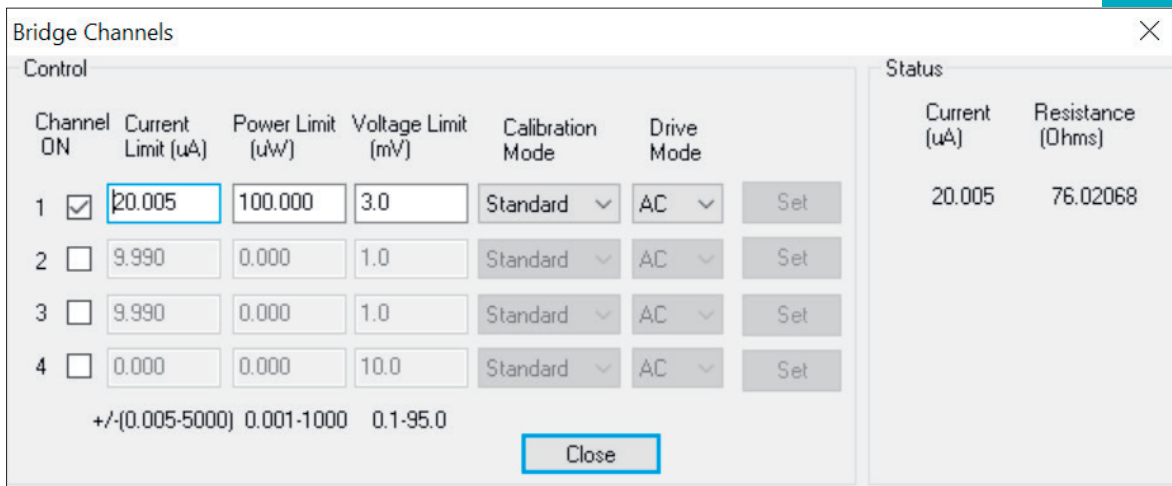 Bridge Channels
Control
Status
Channel ON
Current Limit (uA)
Power Limit (uW)
Voltage Limit (mV)
Calibration Mode
Drive Mode
Current (uA)
Resistance (Ohms)
1 20.005 100.000 3.0 Standard AC Set 20.005 76.02068
2 9.990 0.000 1.0 Standard AC Set
3 9.990 0.000 1.0 Standard AC Set
4 0.000 0.000 10.0 Standard AC Set
+/-(0.005-5000) 0.001-1000 0.1-95.0
Close